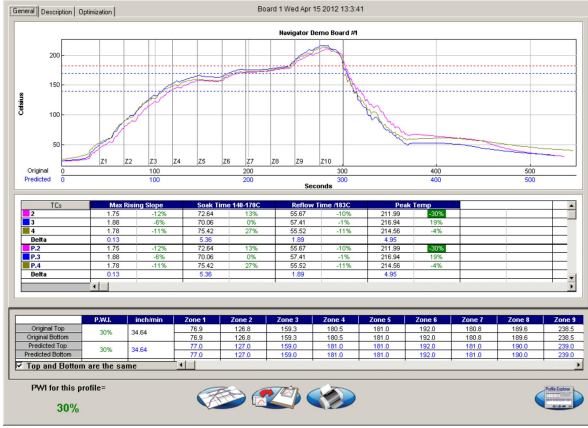 General Description Optimization
Board 1 Wed Apr 15 2012 13:3:41
Navigator Demo Board #1
Celsius
200
150
100
50
Z1 Z2 Z3 Z4 Z5 Z6 Z7 Z8 Z9 Z10
Original 0 100 200 300 400 500
Predicted 0 100 200 300 400 500
Seconds
TCs Max Rising Slope Soak Time 140-170C Reflow Time /183C Peak Temp
2 1.75 -12% 72.64 13% 55.67 -10% 211.99 -30%
3 1.88 -6% 70.06 0% 57.41 -1% 216.94 19%
4 1.78 -11% 75.42 27% 55.52 -11% 214.56 -4%
Delta 0.13 5.36 1.89 4.95
P.2 1.75 -12% 72.64 13% 55.67 -10% 211.99 -30%
P.3 1.88 -6% 70.06 0% 57.41 -1% 216.94 19%
P.4 1.78 -11% 75.42 27% 55.52 -11% 214.56 -4%
Delta 0.13 5.36 1.89 4.95
P.W.I. inch/min Zone 1 Zone 2 Zone 3 Zone 4 Zone 5 Zone 6 Zone 7 Zone 8 Zone 9
Original Top 30% 34.64 76.9 126.8 159.3 180.5 181.0 192.0 180.8 189.6 238.5
Original Bottom 76.9 126.8 159.3 180.5 181.0 192.0 180.8 189.6 238.5
Predicted Top 30% 34.64 77.0 127.0 159.0 181.0 181.0 192.0 181.0 190.0 239.0
Predicted Bottom 77.0 127.0 159.0 181.0 181.0 192.0 181.0 190.0 239.0
Top and Bottom are the same
PWI for this profile=
30%
Profile Explorer